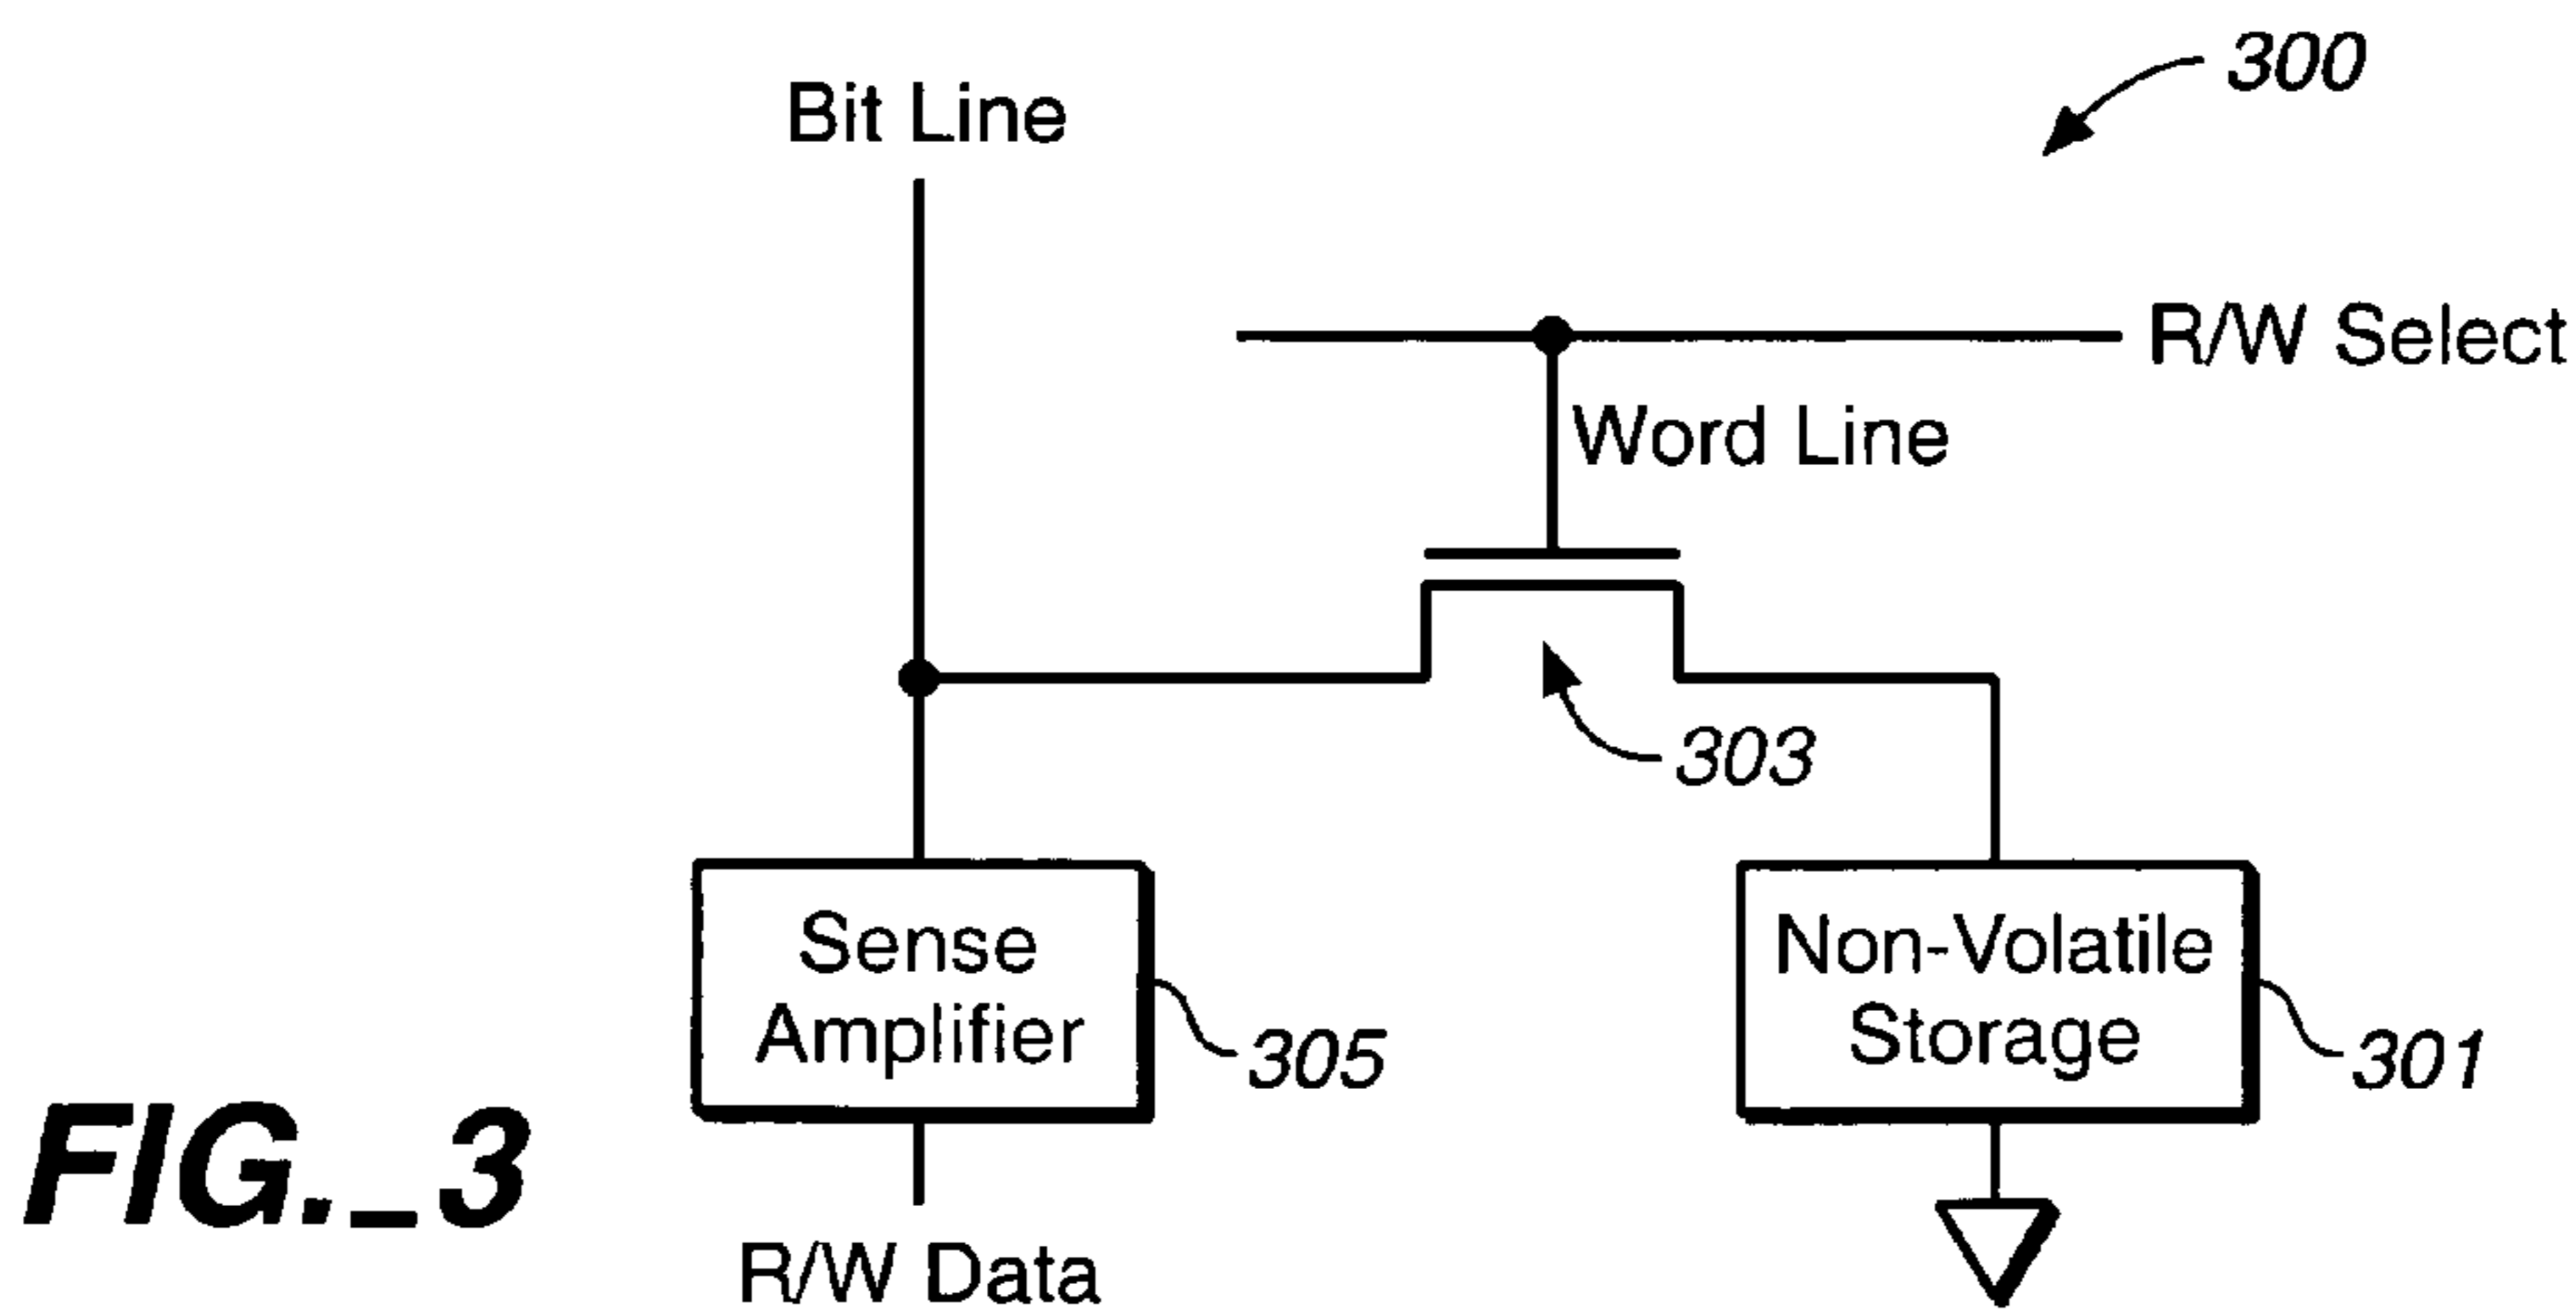 300
Bit Line
R/W Select
Word Line
303
Sense
Amplifier
305
Non-Volatile
Storage
301
FIG._3
R/W Data